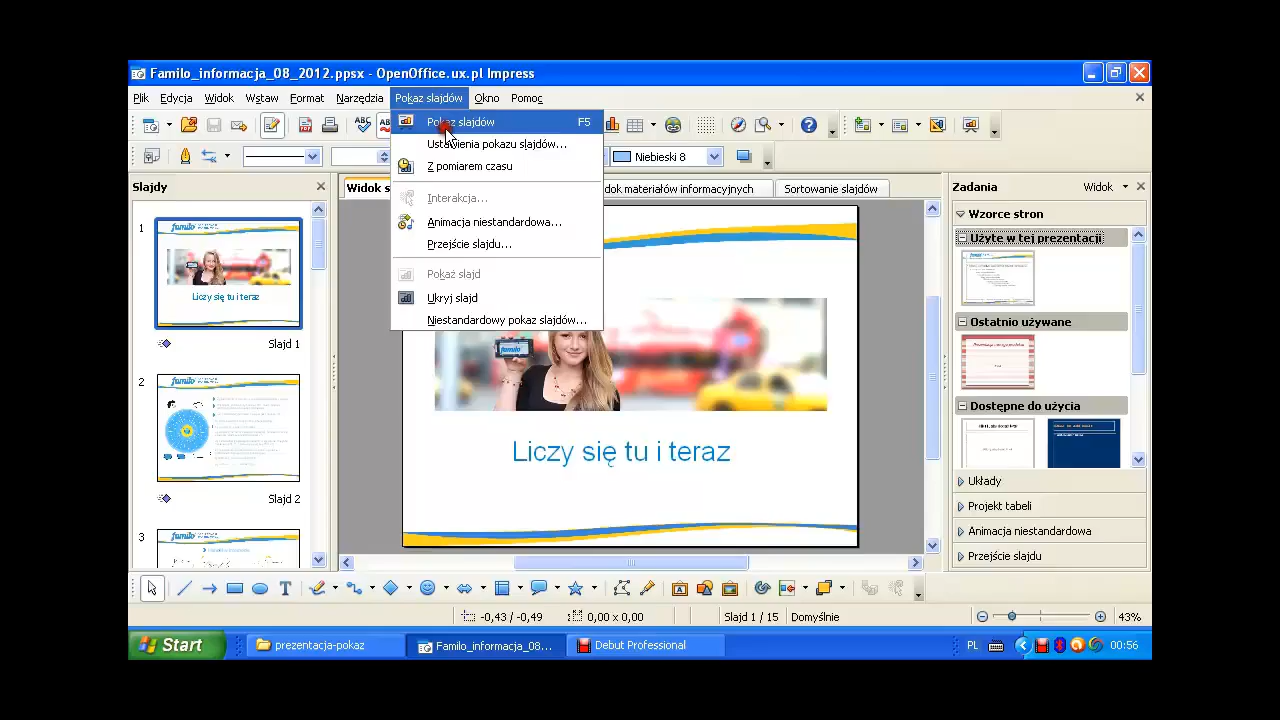 Familo_informacja_08_2012.ppsx - OpenOffice.ux.pl Impress
Plik Edycja Widok Wstaw Format Narzędzia Pokaz slajdów Okno Pomoc
Pokaz slajdów F5
Ustawienia pokazu slajdów...
Z pomiarem czasu
Interakcja...
Animacja niestandardowa...
Przejście slajdu...
Pokaż slajd
Ukryj slajd
Niestandardowy pokaz slajdów...
Niebieski 8
Slajdy
1
familo
Liczy się tu i teraz
Slajd 1
2
familo
Slajd 2
3
familo
Widok s
dok materiałów informacyjnych
Sortowanie slajdów
familo
Liczy się tu i teraz
Zadania Widok
Wzorce stron
Użyte w tej prezentacji
Ostatnio używane
Dostępne do użycia
Układy
Projekt tabeli
Animacja niestandardowa
Przejście slajdu
-0,43 / -0,49 0,00 x 0,00 Slajd 1 / 15 Domyślnie 43%
Start prezentacja-pokaz Familo_informacja_08... Debut Professional PL 00:56